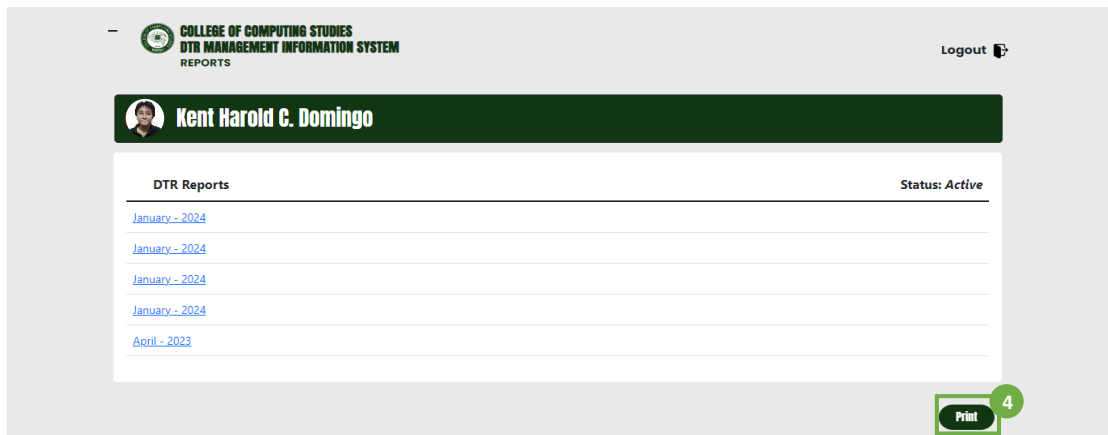 COLLEGE OF COMPUTING STUDIES
DTR MANAGEMENT INFORMATION SYSTEM
REPORTS
Logout
Kent Harold C. Domingo
DTR Reports Status: Active
January - 2024
January - 2024
January - 2024
January - 2024
April - 2023
4
Print